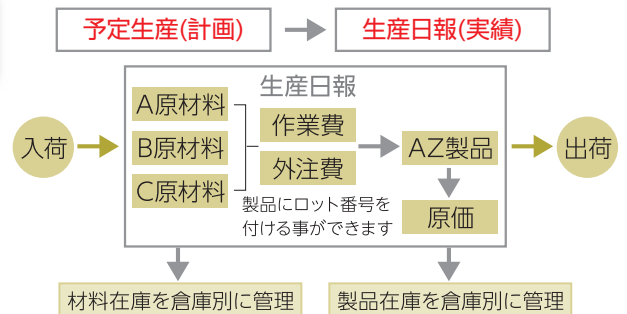 予定生産(計画)
生産日報(実績)
生産日報
入荷
A原材料
B原材料
C原材料
作業費
外注費
AZ製品
出荷
原価
製品にロット番号を
付ける事ができます
材料在庫を倉庫別に管理
製品在庫を倉庫別に管理